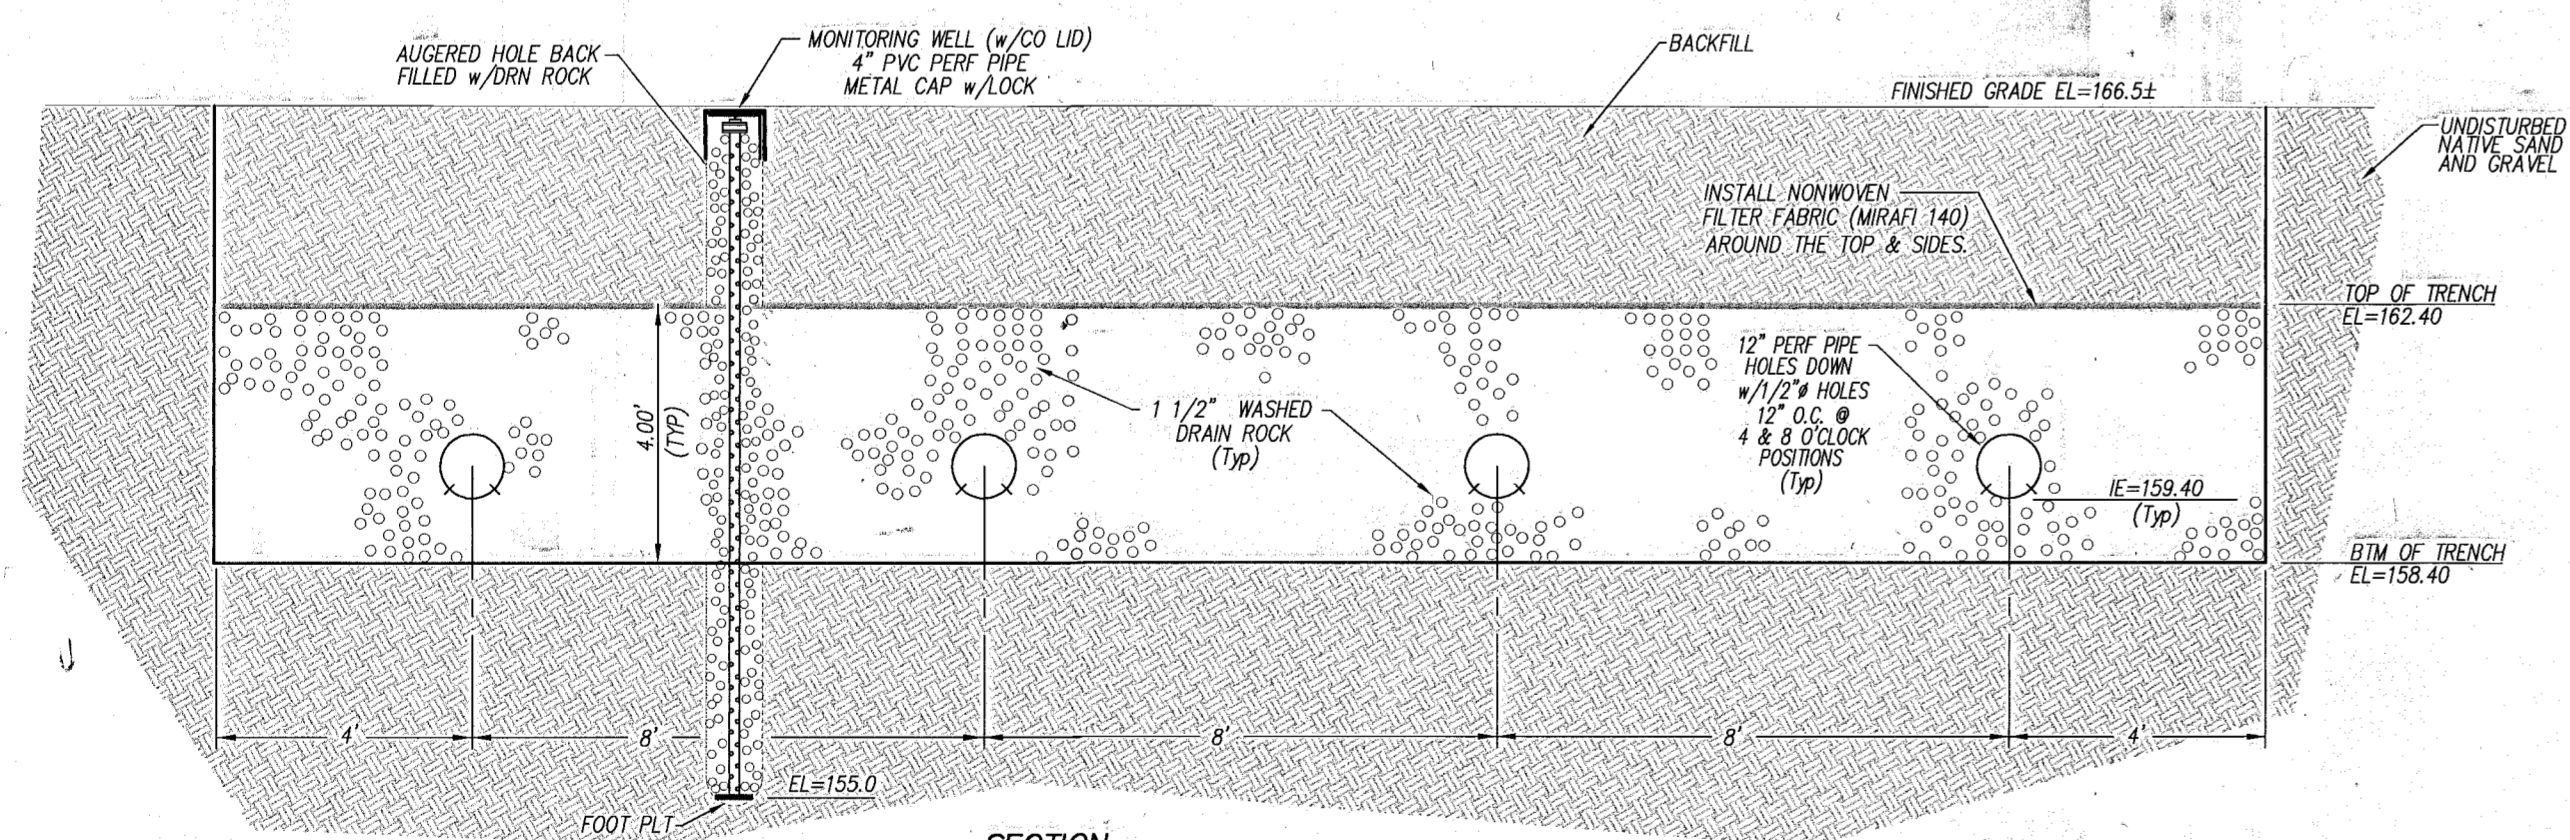 AUGERED HOLE BACK
FILLED w/DRN ROCK
MONITORING WELL (w/CO LID)
4" PVC PERF PIPE
METAL CAP w/LOCK
BACKFILL
FINISHED GRADE EL=166.5±
UNDISTURBED
NATIVE SAND
AND GRAVEL
INSTALL NONWOVEN
FILTER FABRIC (MIRAFI 140)
AROUND THE TOP & SIDES.
TOP OF TRENCH
EL=162.40
12" PERF PIPE
HOLES DOWN
w/1/2"ø HOLES
12" O.C. @
4 & 8 O'CLOCK
POSITIONS
(Typ)
4.00'
(TYP)
1 1/2" WASHED
DRAIN ROCK
(Typ)
IE=159.40
(Typ)
BTM OF TRENCH
EL=158.40
4'
8'
8'
8'
4'
EL=155.0
FOOT PLT
SECTION